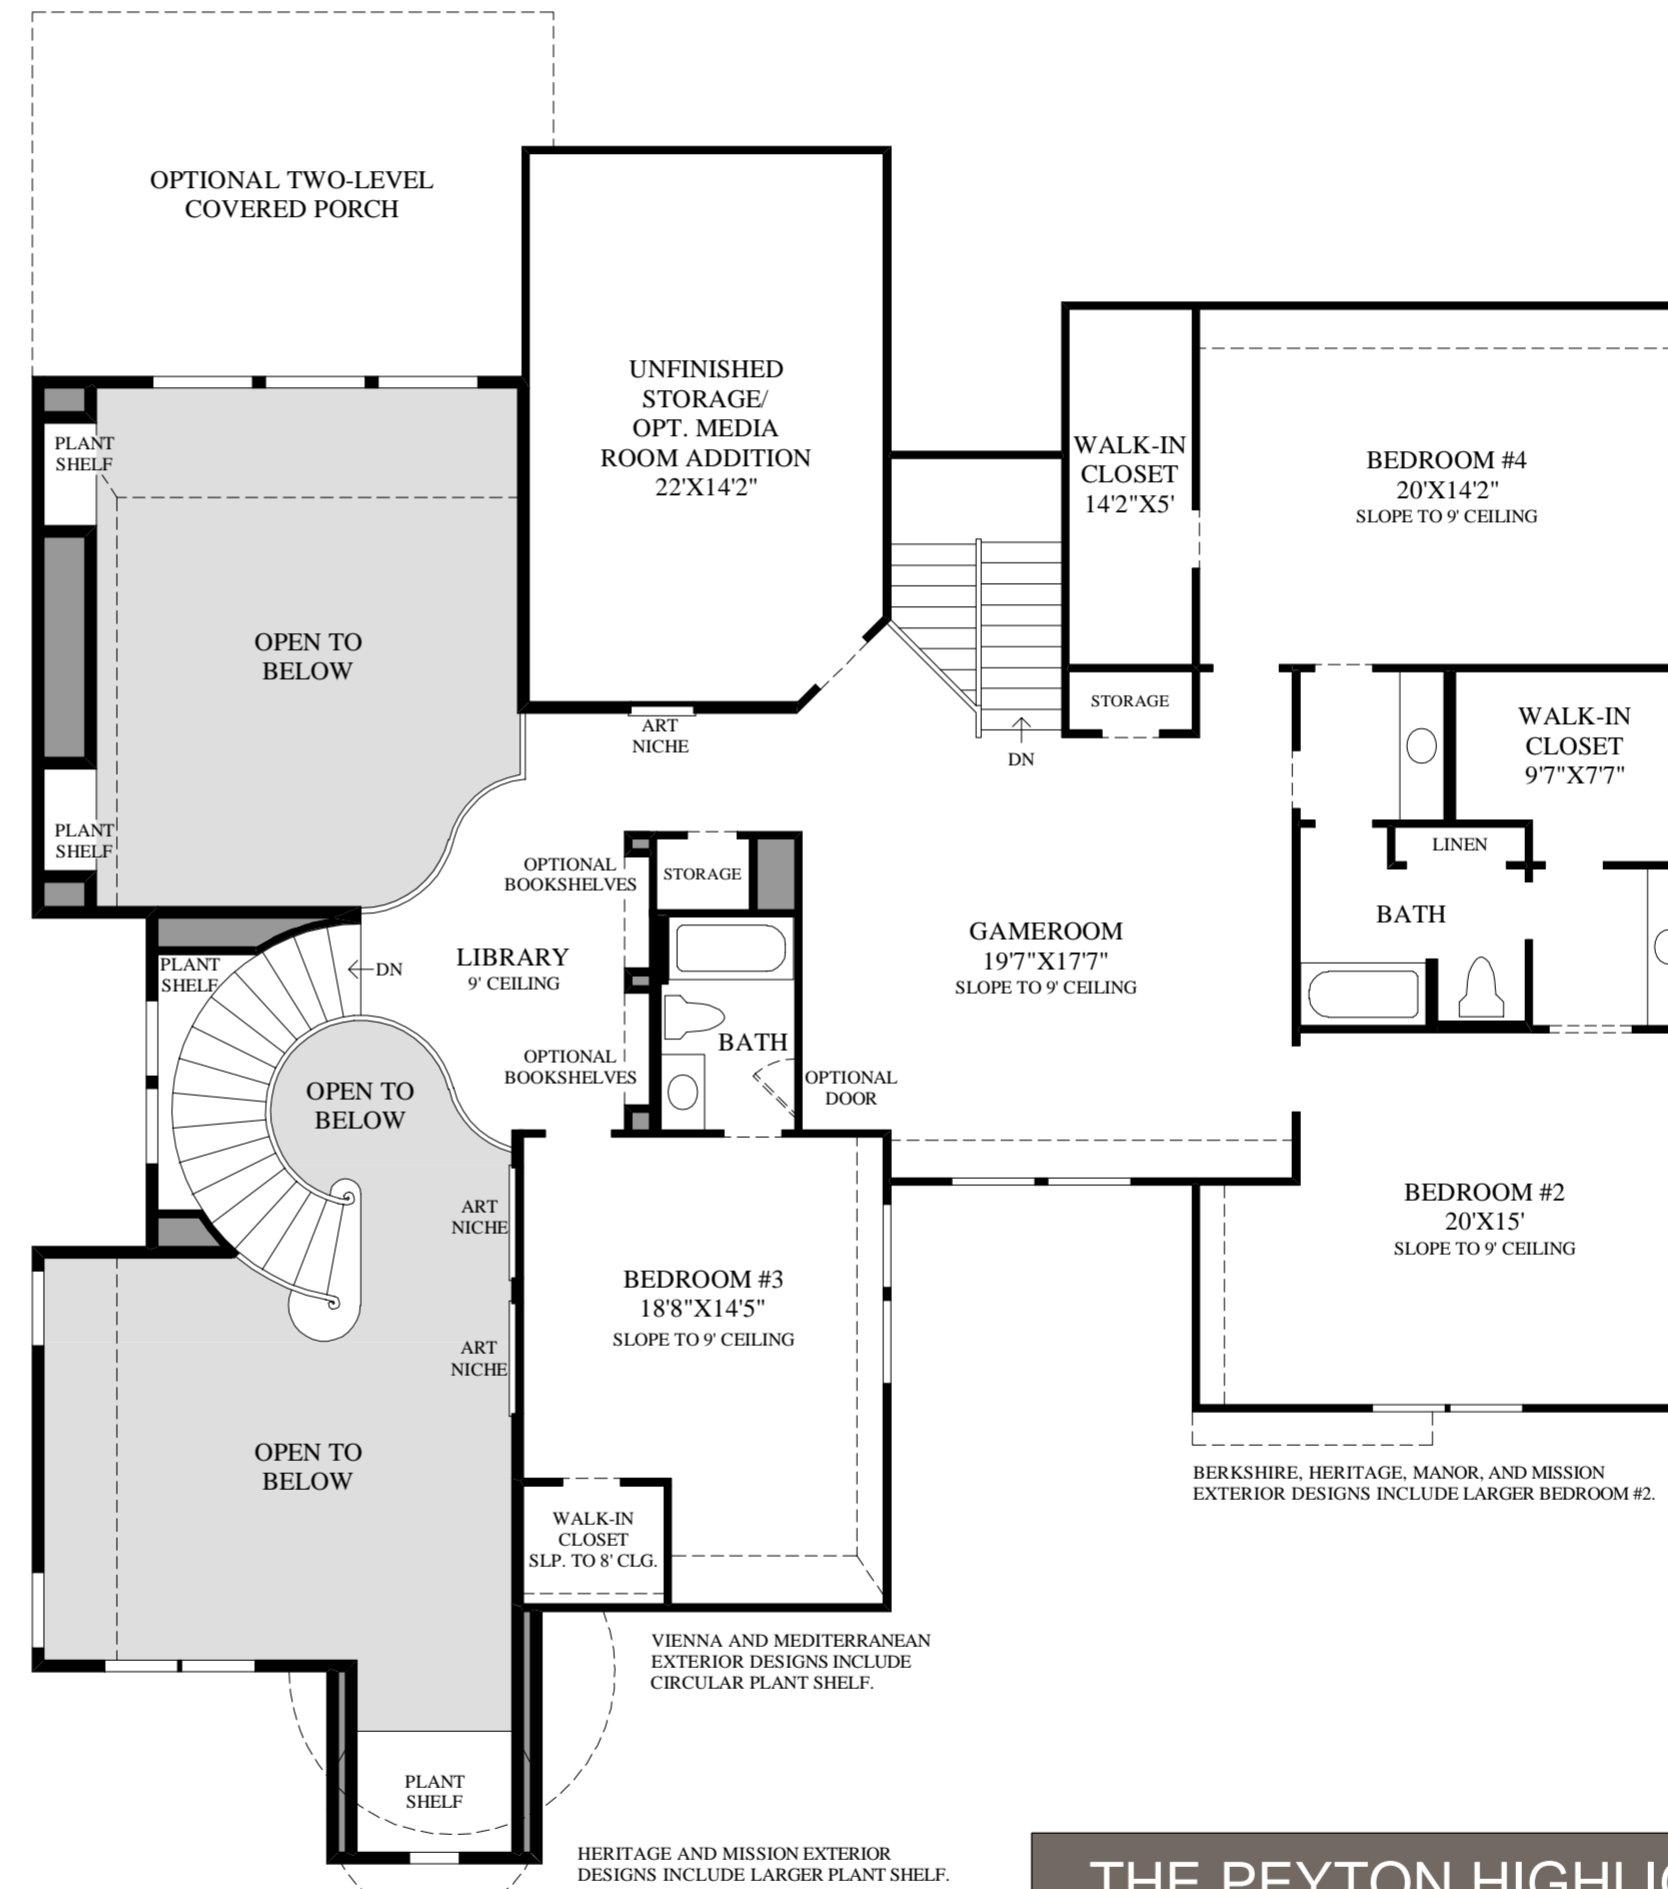 OPTIONAL TWO-LEVEL
COVERED PORCH
UNFINISHED
STORAGE/
OPT. MEDIA
ROOM ADDITION
22'X14'2"
WALK-IN
CLOSET
14'2"X5'
BEDROOM #4
20'X14'2"
SLOPE TO 9' CEILING
PLANT
SHELF
OPEN TO
BELOW
STORAGE
ART
NICHE
DN
WALK-IN
CLOSET
9'7"X7'7"
PLANT
SHELF
OPTIONAL
BOOKSHELVES
STORAGE
LINEN
BATH
GAMEROOM
19'7"X17'7"
SLOPE TO 9' CEILING
LIBRARY
9' CEILING
DN
PLANT
SHELF
BATH
OPTIONAL
BOOKSHELVES
OPTIONAL
DOOR
OPEN TO
BELOW
ART
NICHE
BEDROOM #2
20'X15'
SLOPE TO 9' CEILING
BEDROOM #3
18'8"X14'5"
SLOPE TO 9' CEILING
ART
NICHE
OPEN TO
BELOW
BERKSHIRE, HERITAGE, MANOR, AND MISSION
EXTERIOR DESIGNS INCLUDE LARGER BEDROOM #2.
WALK-IN
CLOSET
SLP. TO 8' CLG.
VIENNA AND MEDITERRANEAN
EXTERIOR DESIGNS INCLUDE
CIRCULAR PLANT SHELF.
PLANT
SHELF
HERITAGE AND MISSION EXTERIOR
DESIGNS INCLUDE LARGER PLANT SHELF.
THE PEYTON